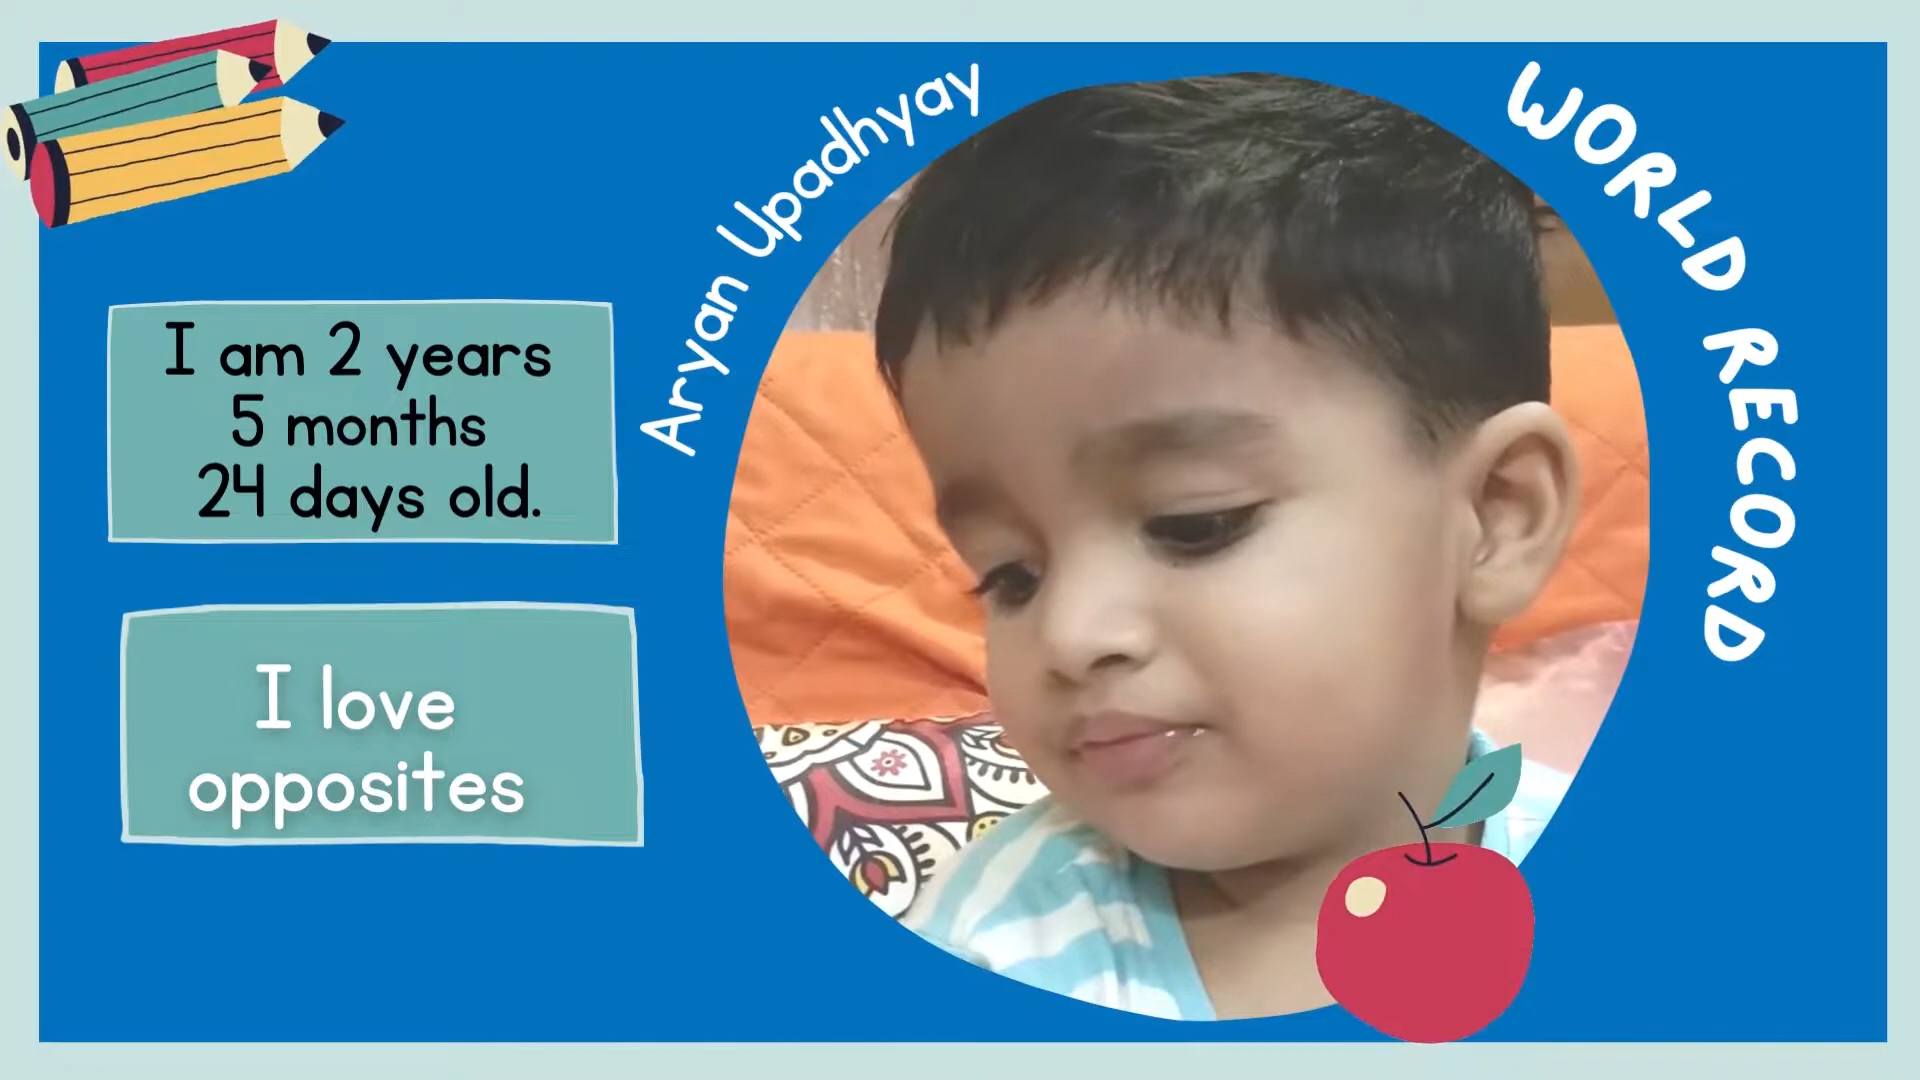 Aryan Upadhyay
WORLD RECORD
I am 2 years
5 months
24 days old.
I love
opposites